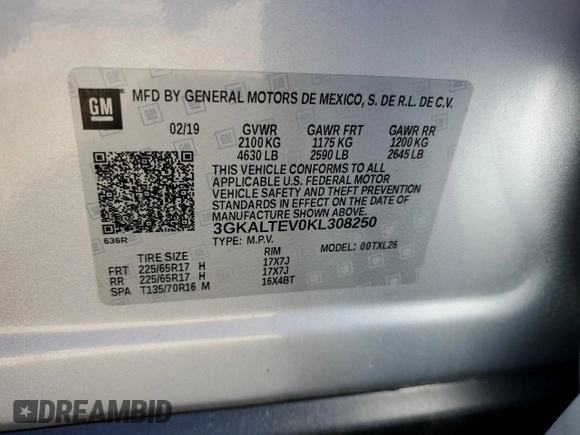 GM
MFD BY GENERAL MOTORS DE MEXICO, S. DE R.L. DE C.V.
02/19 GVWR GAWR FRT GAWR RR
2100 KG 1175 KG 1200 KG
4630 LB 2590 LB 2645 LB
THIS VEHICLE CONFORMS TO ALL
APPLICABLE U.S. FEDERAL MOTOR
VEHICLE SAFETY AND THEFT PREVENTION
STANDARDS IN EFFECT ON THE DATE OF
MANUFACTURE SHOWN ABOVE.
3GKALTEV0KL308250
636R
TYPE: M.P.V. MODEL: 00TXL26
TIRE SIZE RIM
FRT 225/65R17 H 17X7J
RR 225/65R17 H 17X7J
SPA T135/70R16 M 16X4BT
DREAMBID